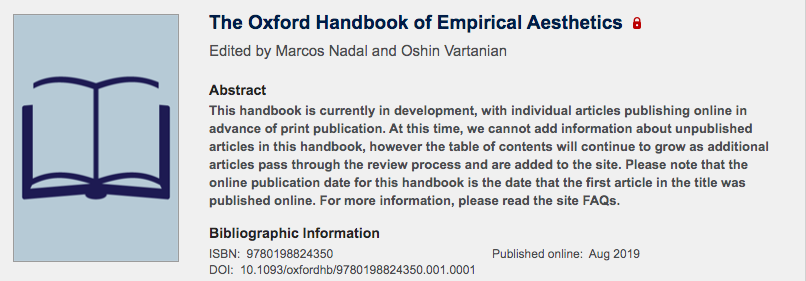 The Oxford Handbook of Empirical Aesthetics
Edited by Marcos Nadal and Oshin Vartanian
Abstract
This handbook is currently in development, with individual articles publishing online in
advance of print publication. At this time, we cannot add information about unpublished
articles in this handbook, however the table of contents will continue to grow as additional
articles pass through the review process and are added to the site. Please note that the
online publication date for this handbook is the date that the first article in the title was
published online. For more information, please read the site FAQs.
Bibliographic Information
ISBN: 9780198824350 Published online: Aug 2019
DOI: 10.1093/oxfordhb/9780198824350.001.0001